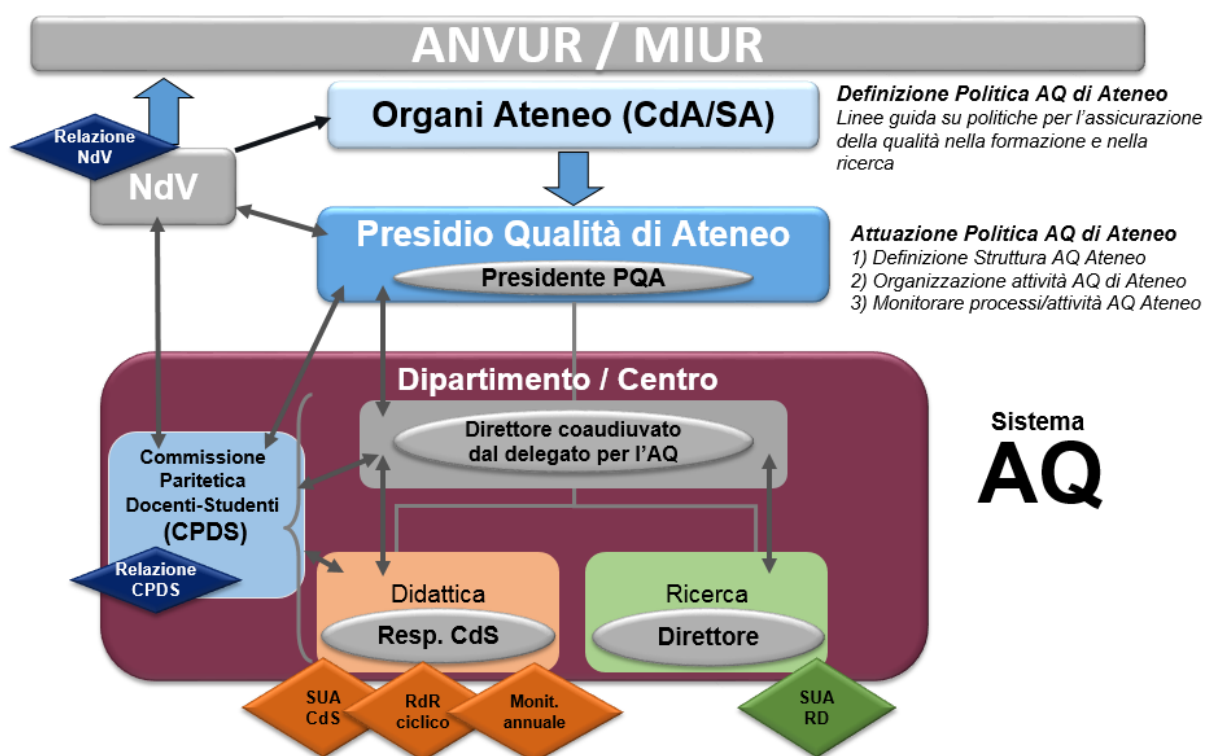 ANVUR / MIUR
Organi Ateneo (CdA/SA)
Definizione Politica AQ di Ateneo
Linee guida su politiche per l'assicurazione
della qualità nella formazione e nella
ricerca
Relazione
NdV
NdV
Presidio Qualità di Ateneo
Presidente PQA
Attuazione Politica AQ di Ateneo
1) Definizione Struttura AQ Ateneo
2) Organizzazione attività AQ di Ateneo
3) Monitorare processi/attività AQ Ateneo
Dipartimento / Centro
Direttore coaudiuvato
dal delegato per l'AQ
Sistema
AQ
Commissione
Paritetica
Docenti-Studenti
(CPDS)
Relazione
CPDS
Didattica
Resp. CdS
Ricerca
Direttore
SUA
CdS
RdR
ciclico
Monit.
annuale
SUA
RD